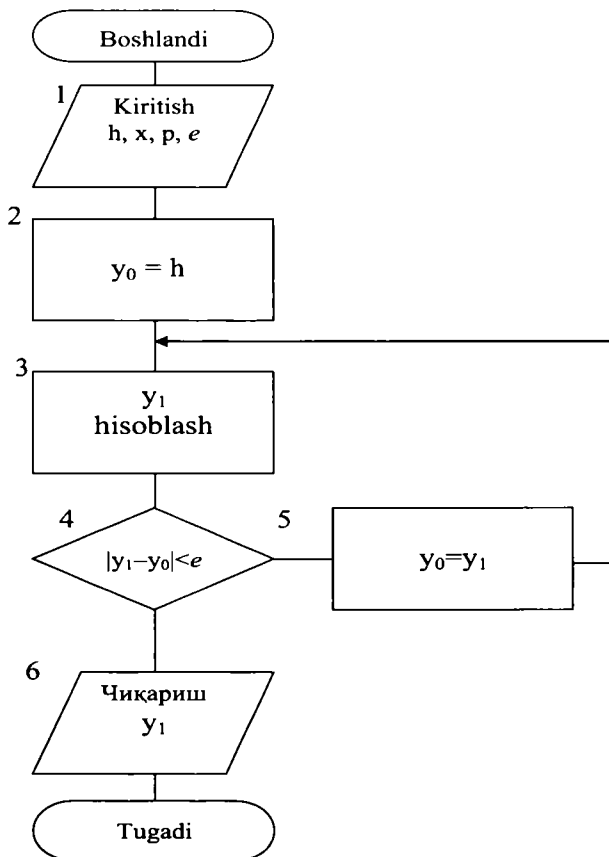 Boshlandi
1
Kiritish
h, x, p, e
2
y₀ = h
3
y₁
hisoblash
4
|y₁–y₀|<e
5
y₀=y₁
6
Чиқариш
y₁
Tugadi